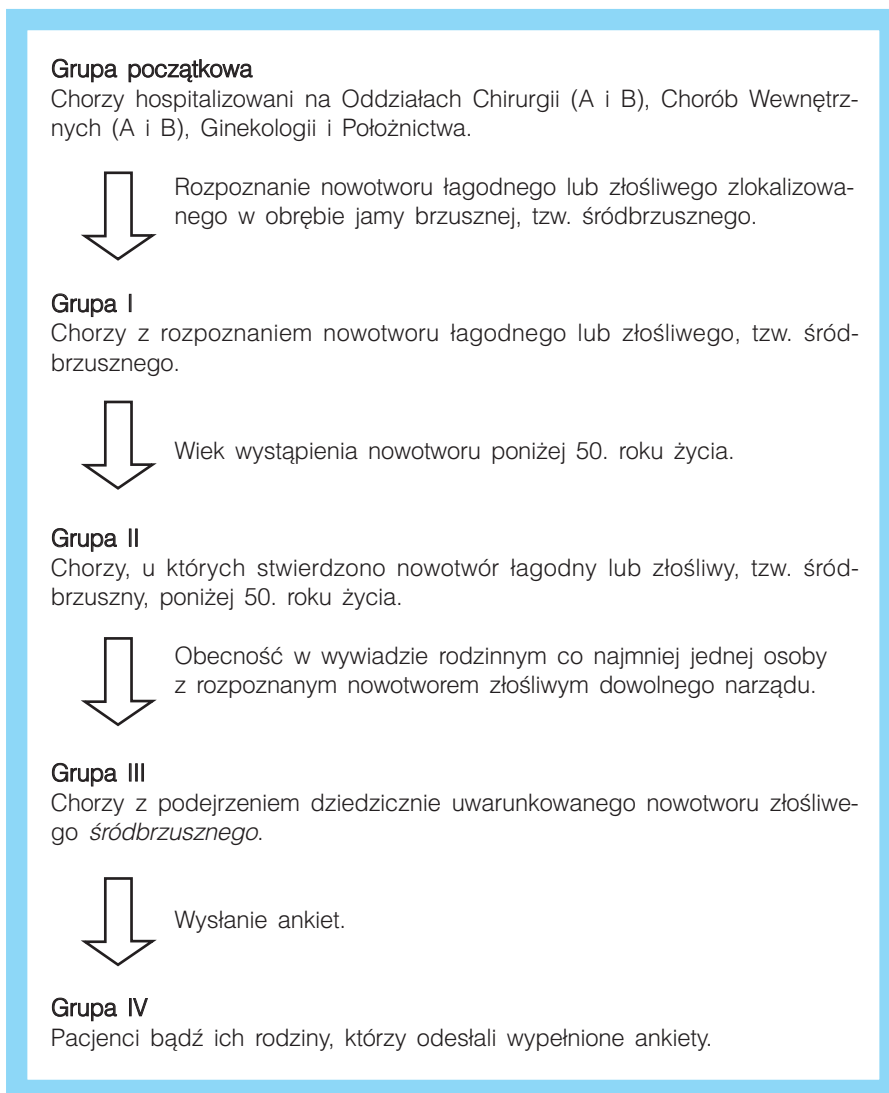 Grupa początkowa
Chorzy hospitalizowani na Oddziałach Chirurgii (A i B), Chorób Wewnętrz-
nych (A i B), Ginekologii i Położnictwa.
Rozpoznanie nowotworu łagodnego lub złośliwego zlokalizowa-
nego w obrębie jamy brzusznej, tzw. śródbrzusznego.
Grupa I
Chorzy z rozpoznaniem nowotworu łagodnego lub złośliwego, tzw. śród-
brzusznego.
Wiek wystąpienia nowotworu poniżej 50. roku życia.
Grupa II
Chorzy, u których stwierdzono nowotwór łagodny lub złośliwy, tzw. śród-
brzuszny, poniżej 50. roku życia.
Obecność w wywiadzie rodzinnym co najmniej jednej osoby
z rozpoznanym nowotworem złośliwym dowolnego narządu.
Grupa III
Chorzy z podejrzeniem dziedzicznie uwarunkowanego nowotworu złośliwe-
go śródbrzusznego.
Wysłanie ankiet.
Grupa IV
Pacjenci bądź ich rodziny, którzy odesłali wypełnione ankiety.